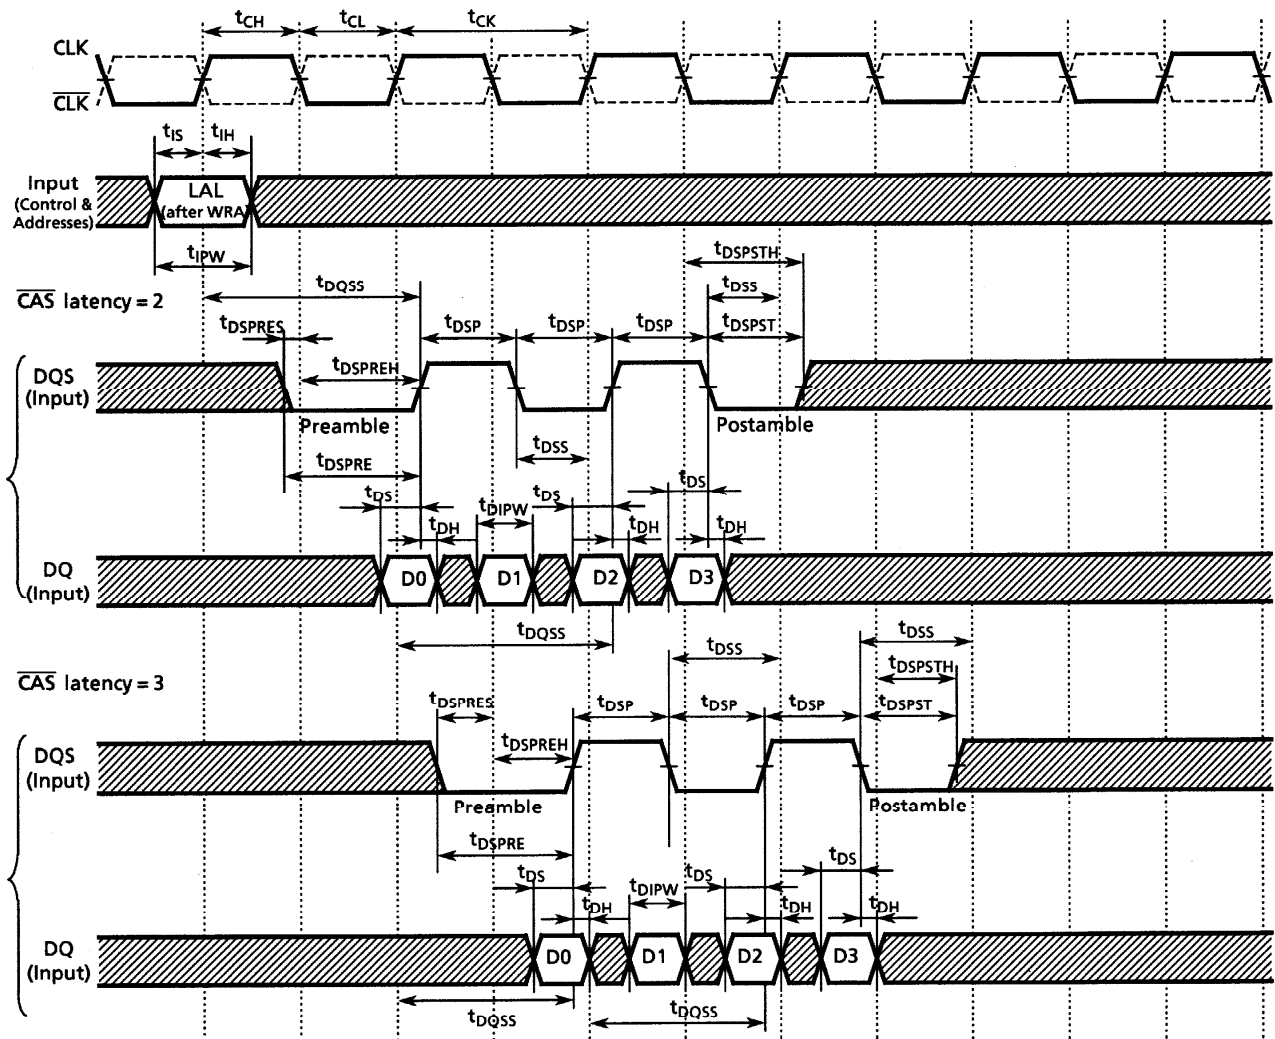 tCH tCL tCK
CLK
CLK
tIS tIH
Input
(Control &
Addresses)
LAL
(after WRA)
tIPW
tDSPSTH
CAS latency = 2
tDQSS
tDSS
tDSPRES
tDSP tDSP tDSP tDSPST
DQS
(Input)
tDSPREH
Preamble
Postamble
tDSS
tDSPRE
tDS tDIPW tDS tDS
tDH tDH tDH
DQ
(Input)
D0 D1 D2 D3
tDQSS
tDSS
tDSS
CAS latency = 3
tDSPSTH
tDSPRES
tDSP tDSP tDSP tDSPST
DQS
(Input)
tDSPREH
Preamble
Postamble
tDSPRE
tDS tDIPW tDS tDS
tDH tDH tDH
DQ
(Input)
D0 D1 D2 D3
tDQSS
tDQSS